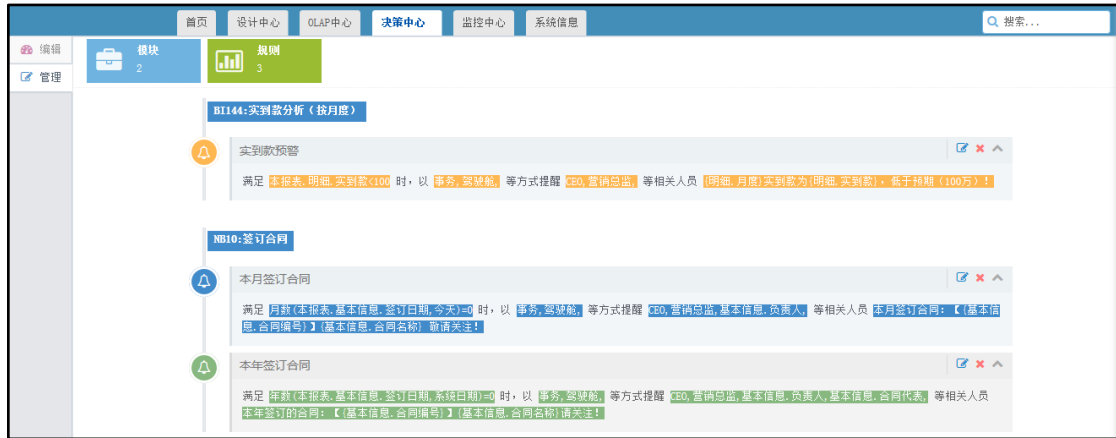 首页 设计中心 OLAP中心 决策中心 监控中心 系统信息 搜索...
编辑
管理
模块
2
规则
3
BI144:实到款分析（按月度）
实到款预警
满足 本报表.明细.实到款<100 时，以 事务,驾驶舱, 等方式提醒 CEO,营销总监, 等相关人员 {明细.月度}实到款为{明细.实到款}，低于预期（100万）！
NB10:签订合同
本月签订合同
满足 月数(本报表.基本信息.签订日期,今天)=0 时，以 事务,驾驶舱, 等方式提醒 CEO,营销总监,基本信息.负责人, 等相关人员 本月签订合同：【{基本信
息.合同编号}】{基本信息.合同名称} 敬请关注！
本年签订合同
满足 年数(本报表.基本信息.签订日期,系统日期)=0 时，以 事务,驾驶舱, 等方式提醒 CEO,营销总监,基本信息.负责人,基本信息.合同代表, 等相关人员
本年签订的合同：【{基本信息.合同编号}】{基本信息.合同名称}请关注！